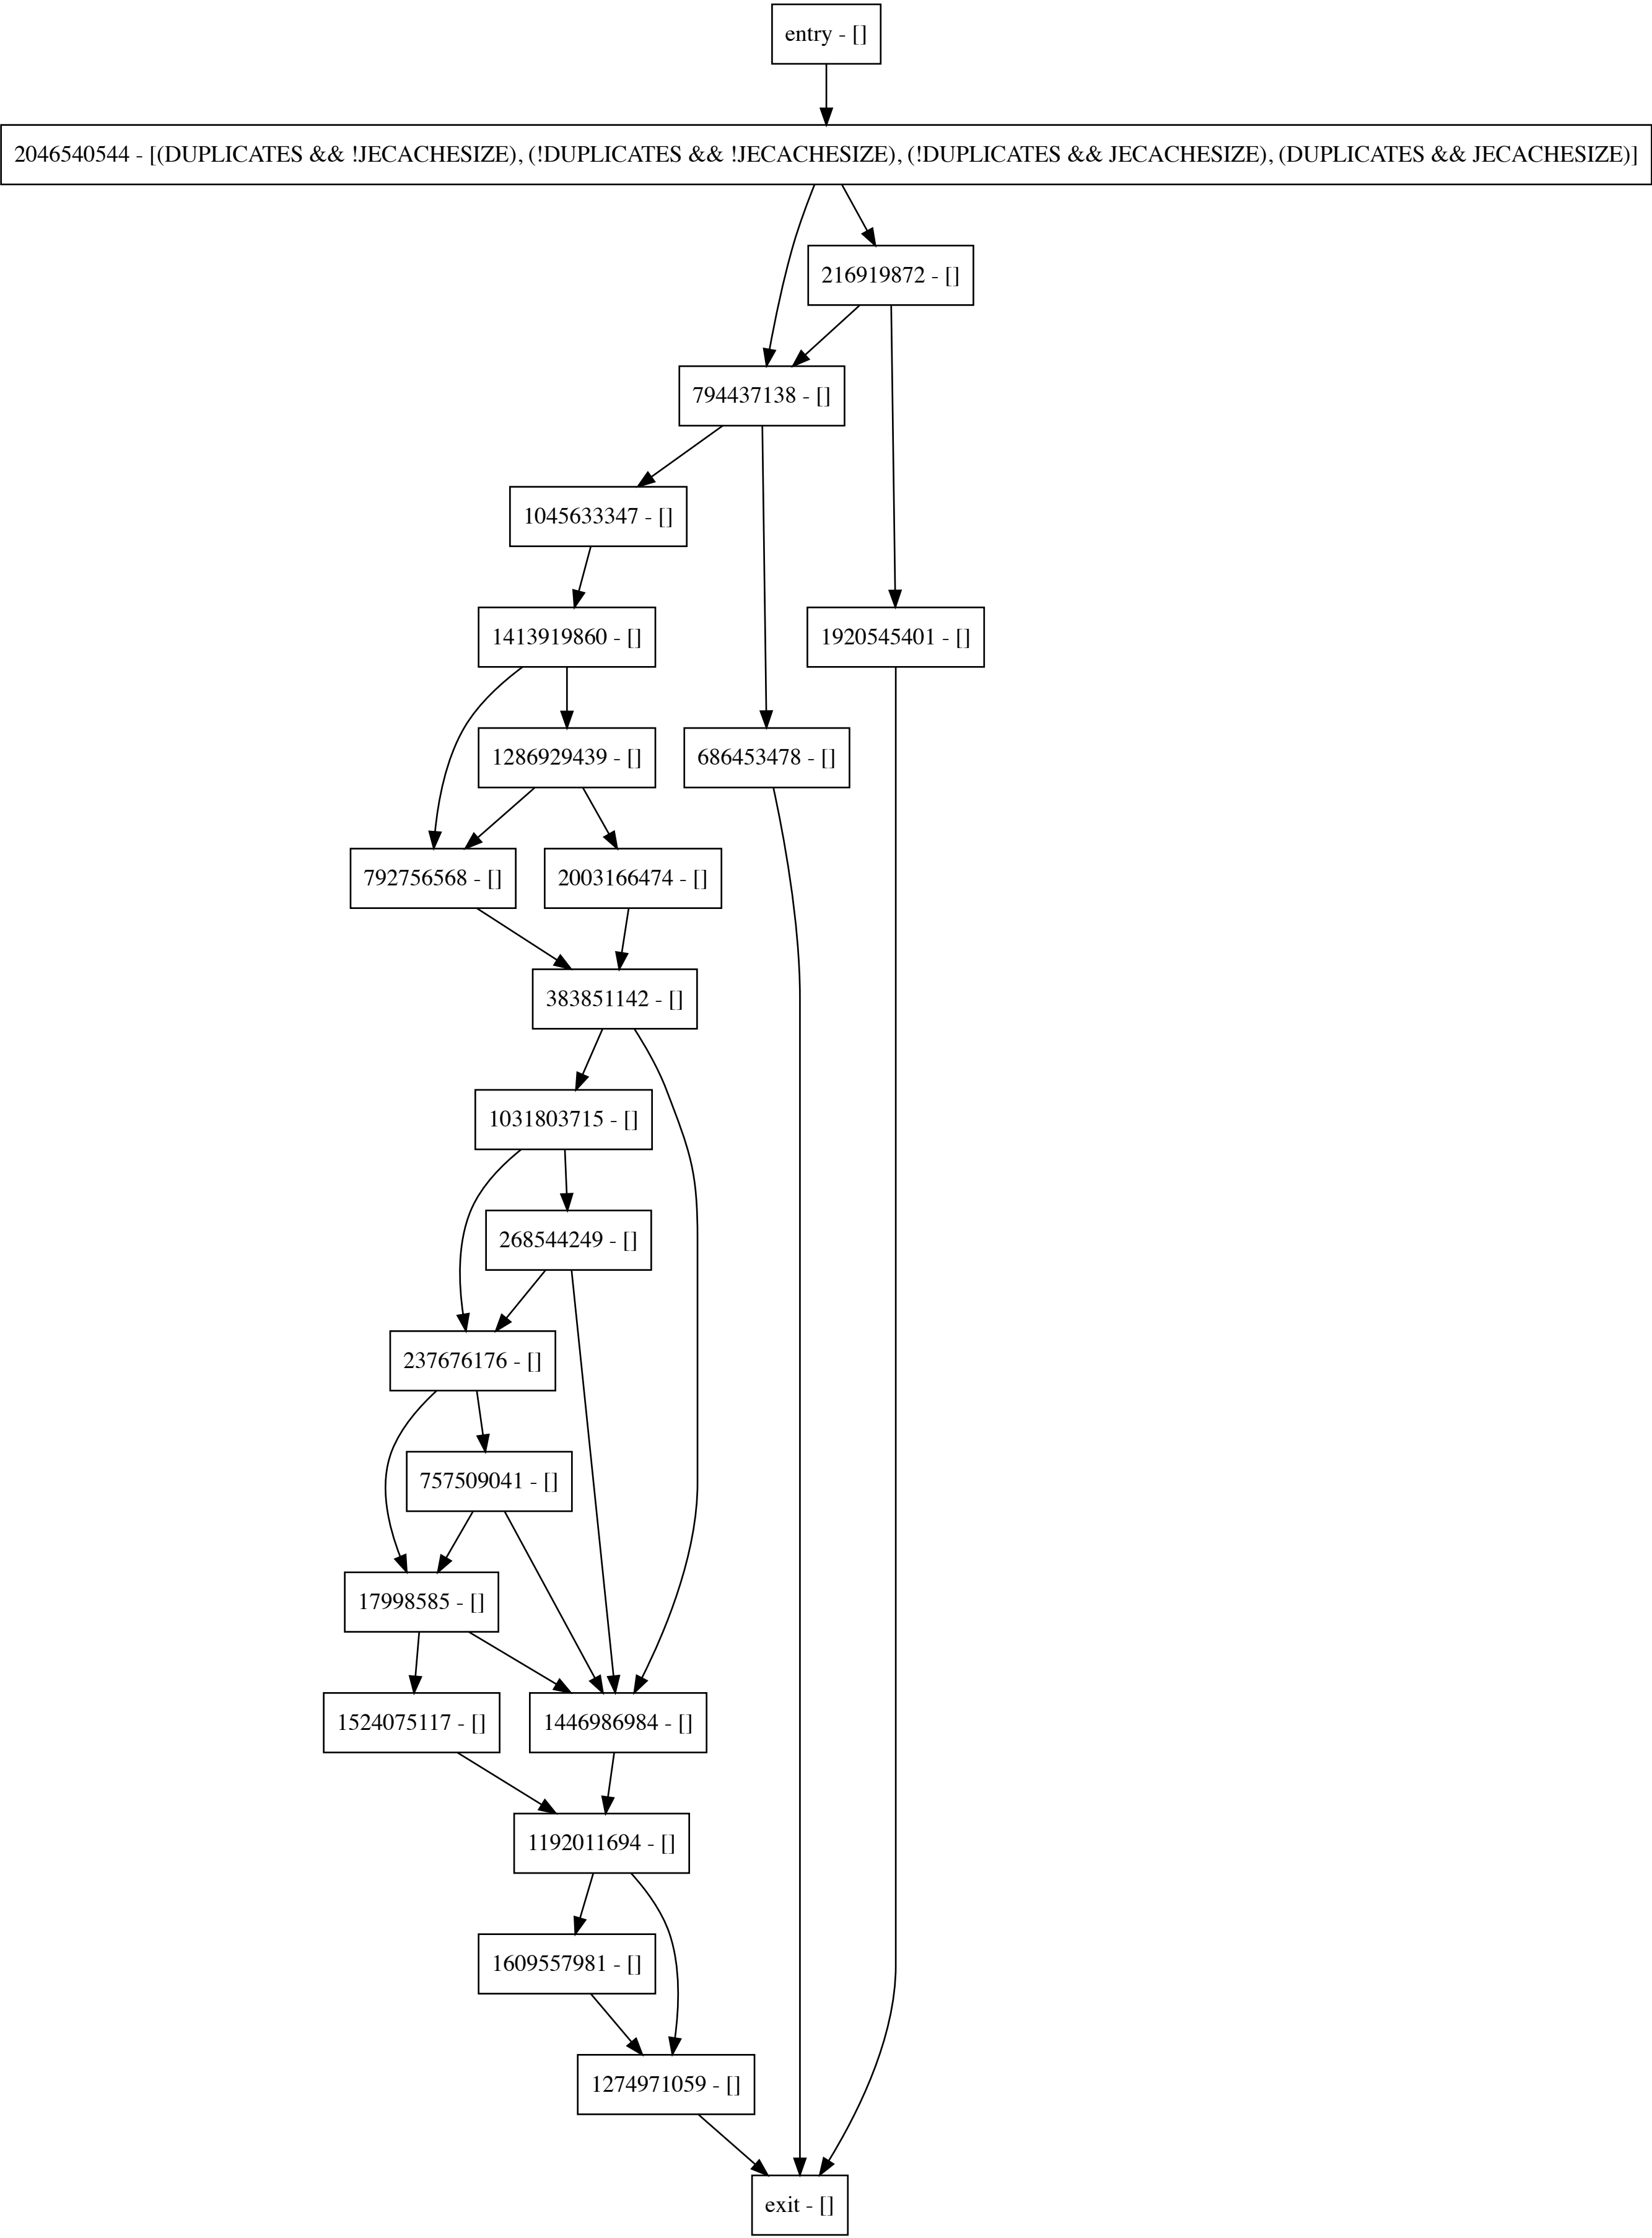 entry - []
2046540544 - [(DUPLICATES && !JECACHESIZE), (!DUPLICATES && !JECACHESIZE), (!DUPLICATES && JECACHESIZE), (DUPLICATES && JECACHESIZE)]
216919872 - []
794437138 - []
1045633347 - []
1413919860 - []
1920545401 - []
1286929439 - []
686453478 - []
792756568 - []
2003166474 - []
383851142 - []
1031803715 - []
268544249 - []
237676176 - []
757509041 - []
17998585 - []
1524075117 - []
1446986984 - []
1192011694 - []
1609557981 - []
1274971059 - []
exit - []